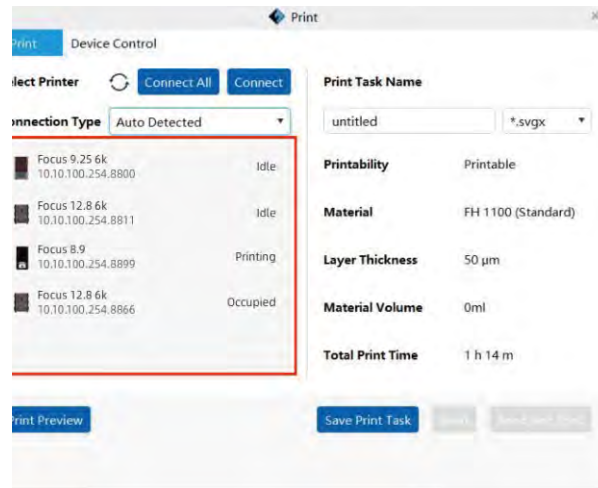 Print
Print Device Control
lect Printer Connect All Connect
onnection Type Auto Detected
Focus 9.25 6k
10.10.100.254.8800 Idle
Focus 12.8 6k
10.10.100.254.8811 Idle
Focus 8.9
10.10.100.254.8899 Printing
Focus 12.8 6k
10.10.100.254.8866 Occupied
Print Preview
Print Task Name
untitled *.svgx
Printability Printable
Material FH 1100 (Standard)
Layer Thickness 50 µm
Material Volume 0ml
Total Print Time 1 h 14 m
Save Print Task